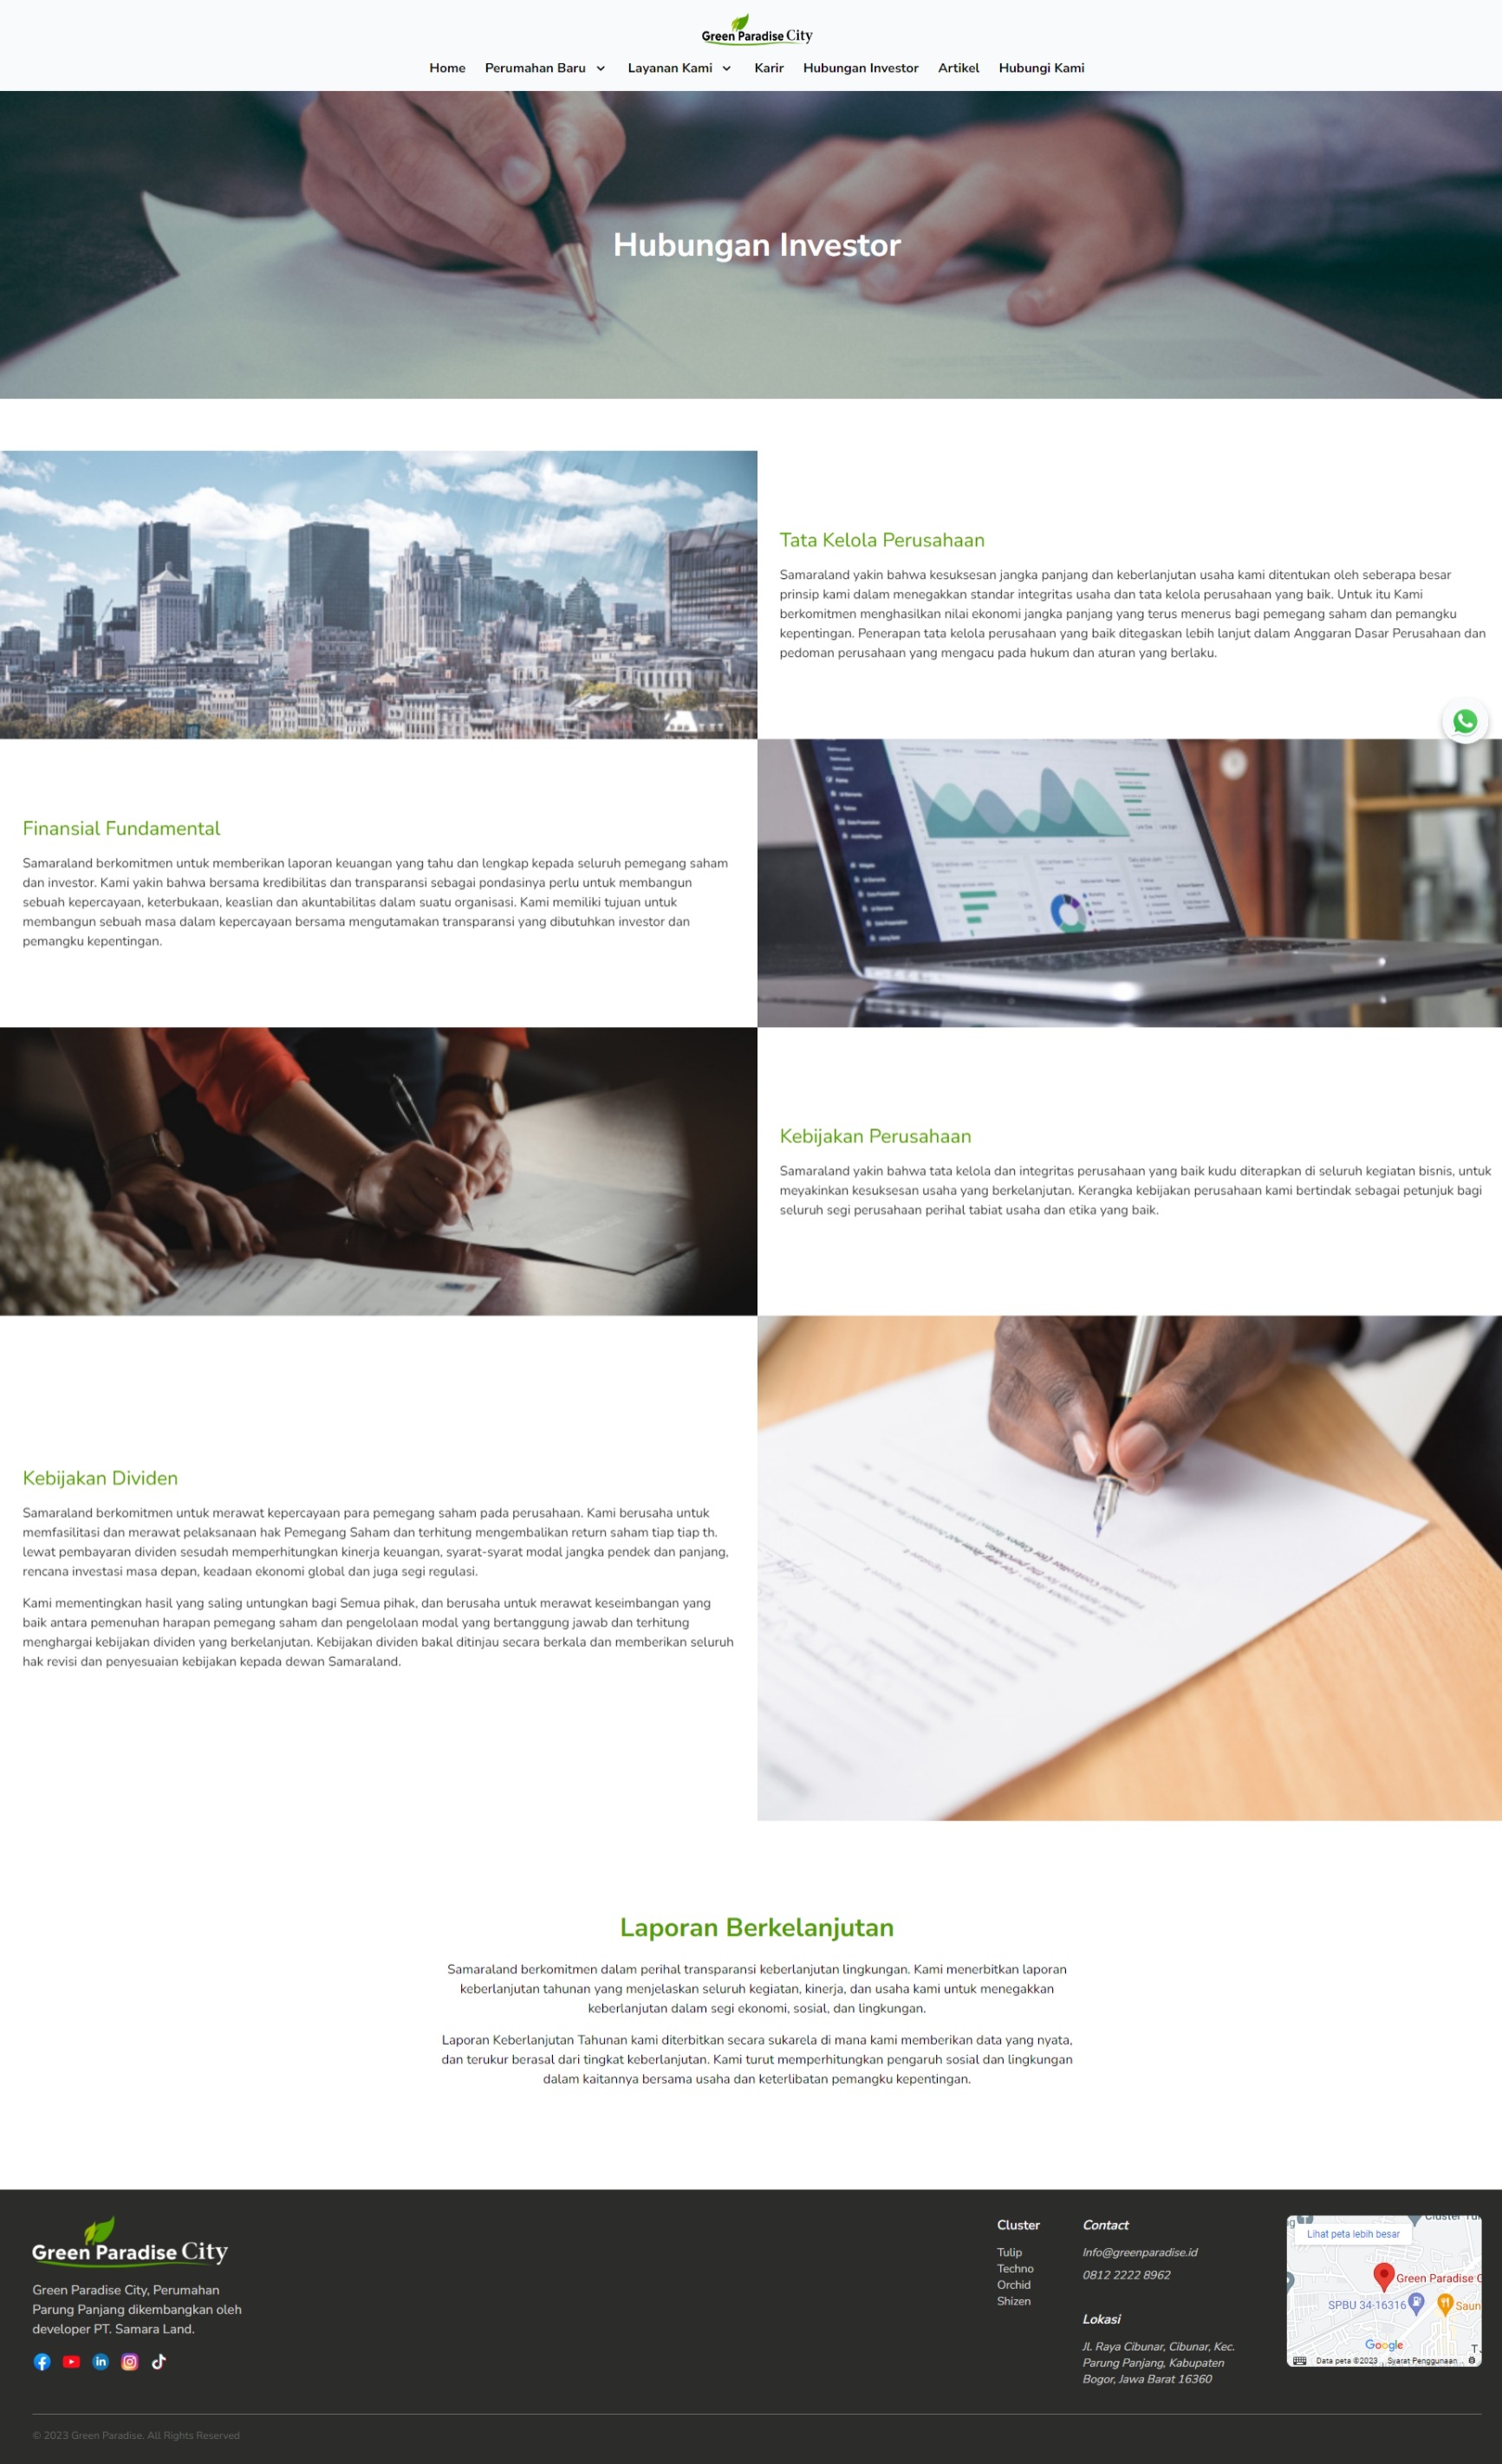 Green Paradise City
Home Perumahan Baru Layanan Kami Karir Hubungan Investor Artikel Hubungi Kami
Hubungan Investor
Tata Kelola Perusahaan
Samaraland yakin bahwa kesuksesan jangka panjang dan keberlanjutan usaha kami ditentukan oleh seberapa besar
prinsip kami dalam menegakkan standar integritas usaha dan tata kelola perusahaan yang baik. Untuk itu Kami
berkomitmen menghasilkan nilai ekonomi jangka panjang yang terus menerus bagi pemegang saham dan pemangku
kepentingan. Penerapan tata kelola perusahaan yang baik ditegaskan lebih lanjut dalam Anggaran Dasar Perusahaan dan
pedoman perusahaan yang mengacu pada hukum dan aturan yang berlaku.
Finansial Fundamental
Samaraland berkomitmen untuk memberikan laporan keuangan yang tahu dan lengkap kepada seluruh pemegang saham
dan investor. Kami yakin bahwa bersama kredibilitas dan transparansi sebagai pondasinya perlu untuk membangun
sebuah kepercayaan, keterbukaan, keaslian dan akuntabilitas dalam suatu organisasi. Kami memiliki tujuan untuk
membangun sebuah masa dalam kepercayaan bersama mengutamakan transparansi yang dibutuhkan investor dan
pemangku kepentingan.
Kebijakan Perusahaan
Samaraland yakin bahwa tata kelola dan integritas perusahaan yang baik kudu diterapkan di seluruh kegiatan bisnis, untuk
meyakinkan kesuksesan usaha yang berkelanjutan. Kerangka kebijakan perusahaan kami bertindak sebagai petunjuk bagi
seluruh segi perusahaan perihal tabiat usaha dan etika yang baik.
Kebijakan Dividen
Samaraland berkomitmen untuk merawat kepercayaan para pemegang saham pada perusahaan. Kami berusaha untuk
memfasilitasi dan merawat pelaksanaan hak Pemegang Saham dan terhitung mengembalikan return saham tiap tiap th.
lewat pembayaran dividen sesudah memperhitungkan kinerja keuangan, syarat-syarat modal jangka pendek dan panjang,
rencana investasi masa depan, keadaan ekonomi global dan juga segi regulasi.
Kami mementingkan hasil yang saling untungkan bagi Semua pihak, dan berusaha untuk merawat keseimbangan yang
baik antara pemenuhan harapan pemegang saham dan pengelolaan modal yang bertanggung jawab dan terhitung
menghargai kebijakan dividen yang berkelanjutan. Kebijakan dividen bakal ditinjau secara berkala dan memberikan seluruh
hak revisi dan penyesuaian kebijakan kepada dewan Samaraland.
Laporan Berkelanjutan
Samaraland berkomitmen dalam perihal transparansi keberlanjutan lingkungan. Kami menerbitkan laporan
keberlanjutan tahunan yang menjelaskan seluruh kegiatan, kinerja, dan usaha kami untuk menegakkan
keberlanjutan dalam segi ekonomi, sosial, dan lingkungan.
Laporan Keberlanjutan Tahunan kami diterbitkan secara sukarela di mana kami memberikan data yang nyata,
dan terukur berasal dari tingkat keberlanjutan. Kami turut memperhitungkan pengaruh sosial dan lingkungan
dalam kaitannya bersama usaha dan keterlibatan pemangku kepentingan.
Green Paradise City
Green Paradise City, Perumahan
Parung Panjang dikembangkan oleh
developer PT. Samara Land.
Cluster
Tulip
Techno
Orchid
Shizen
Contact
Info@greenparadise.id
0812 2222 8962
Lokasi
Jl. Raya Cibunar, Cibunar, Kec.
Parung Panjang, Kabupaten
Bogor, Jawa Barat 16360
Lihat peta lebih besar
Green Paradise C
SPBU 34-16316
Saun
Google
Data peta ©2023 Syarat Penggunaan
© 2023 Green Paradise. All Rights Reserved